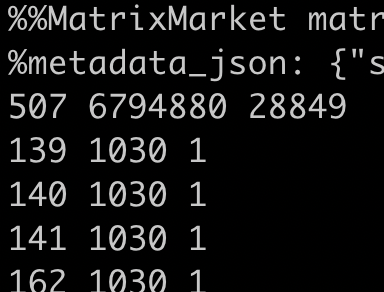 %%MatrixMarket matr
%metadata_json: {"s
507 6794880 28849
139 1030 1
140 1030 1
141 1030 1
162 1030 1